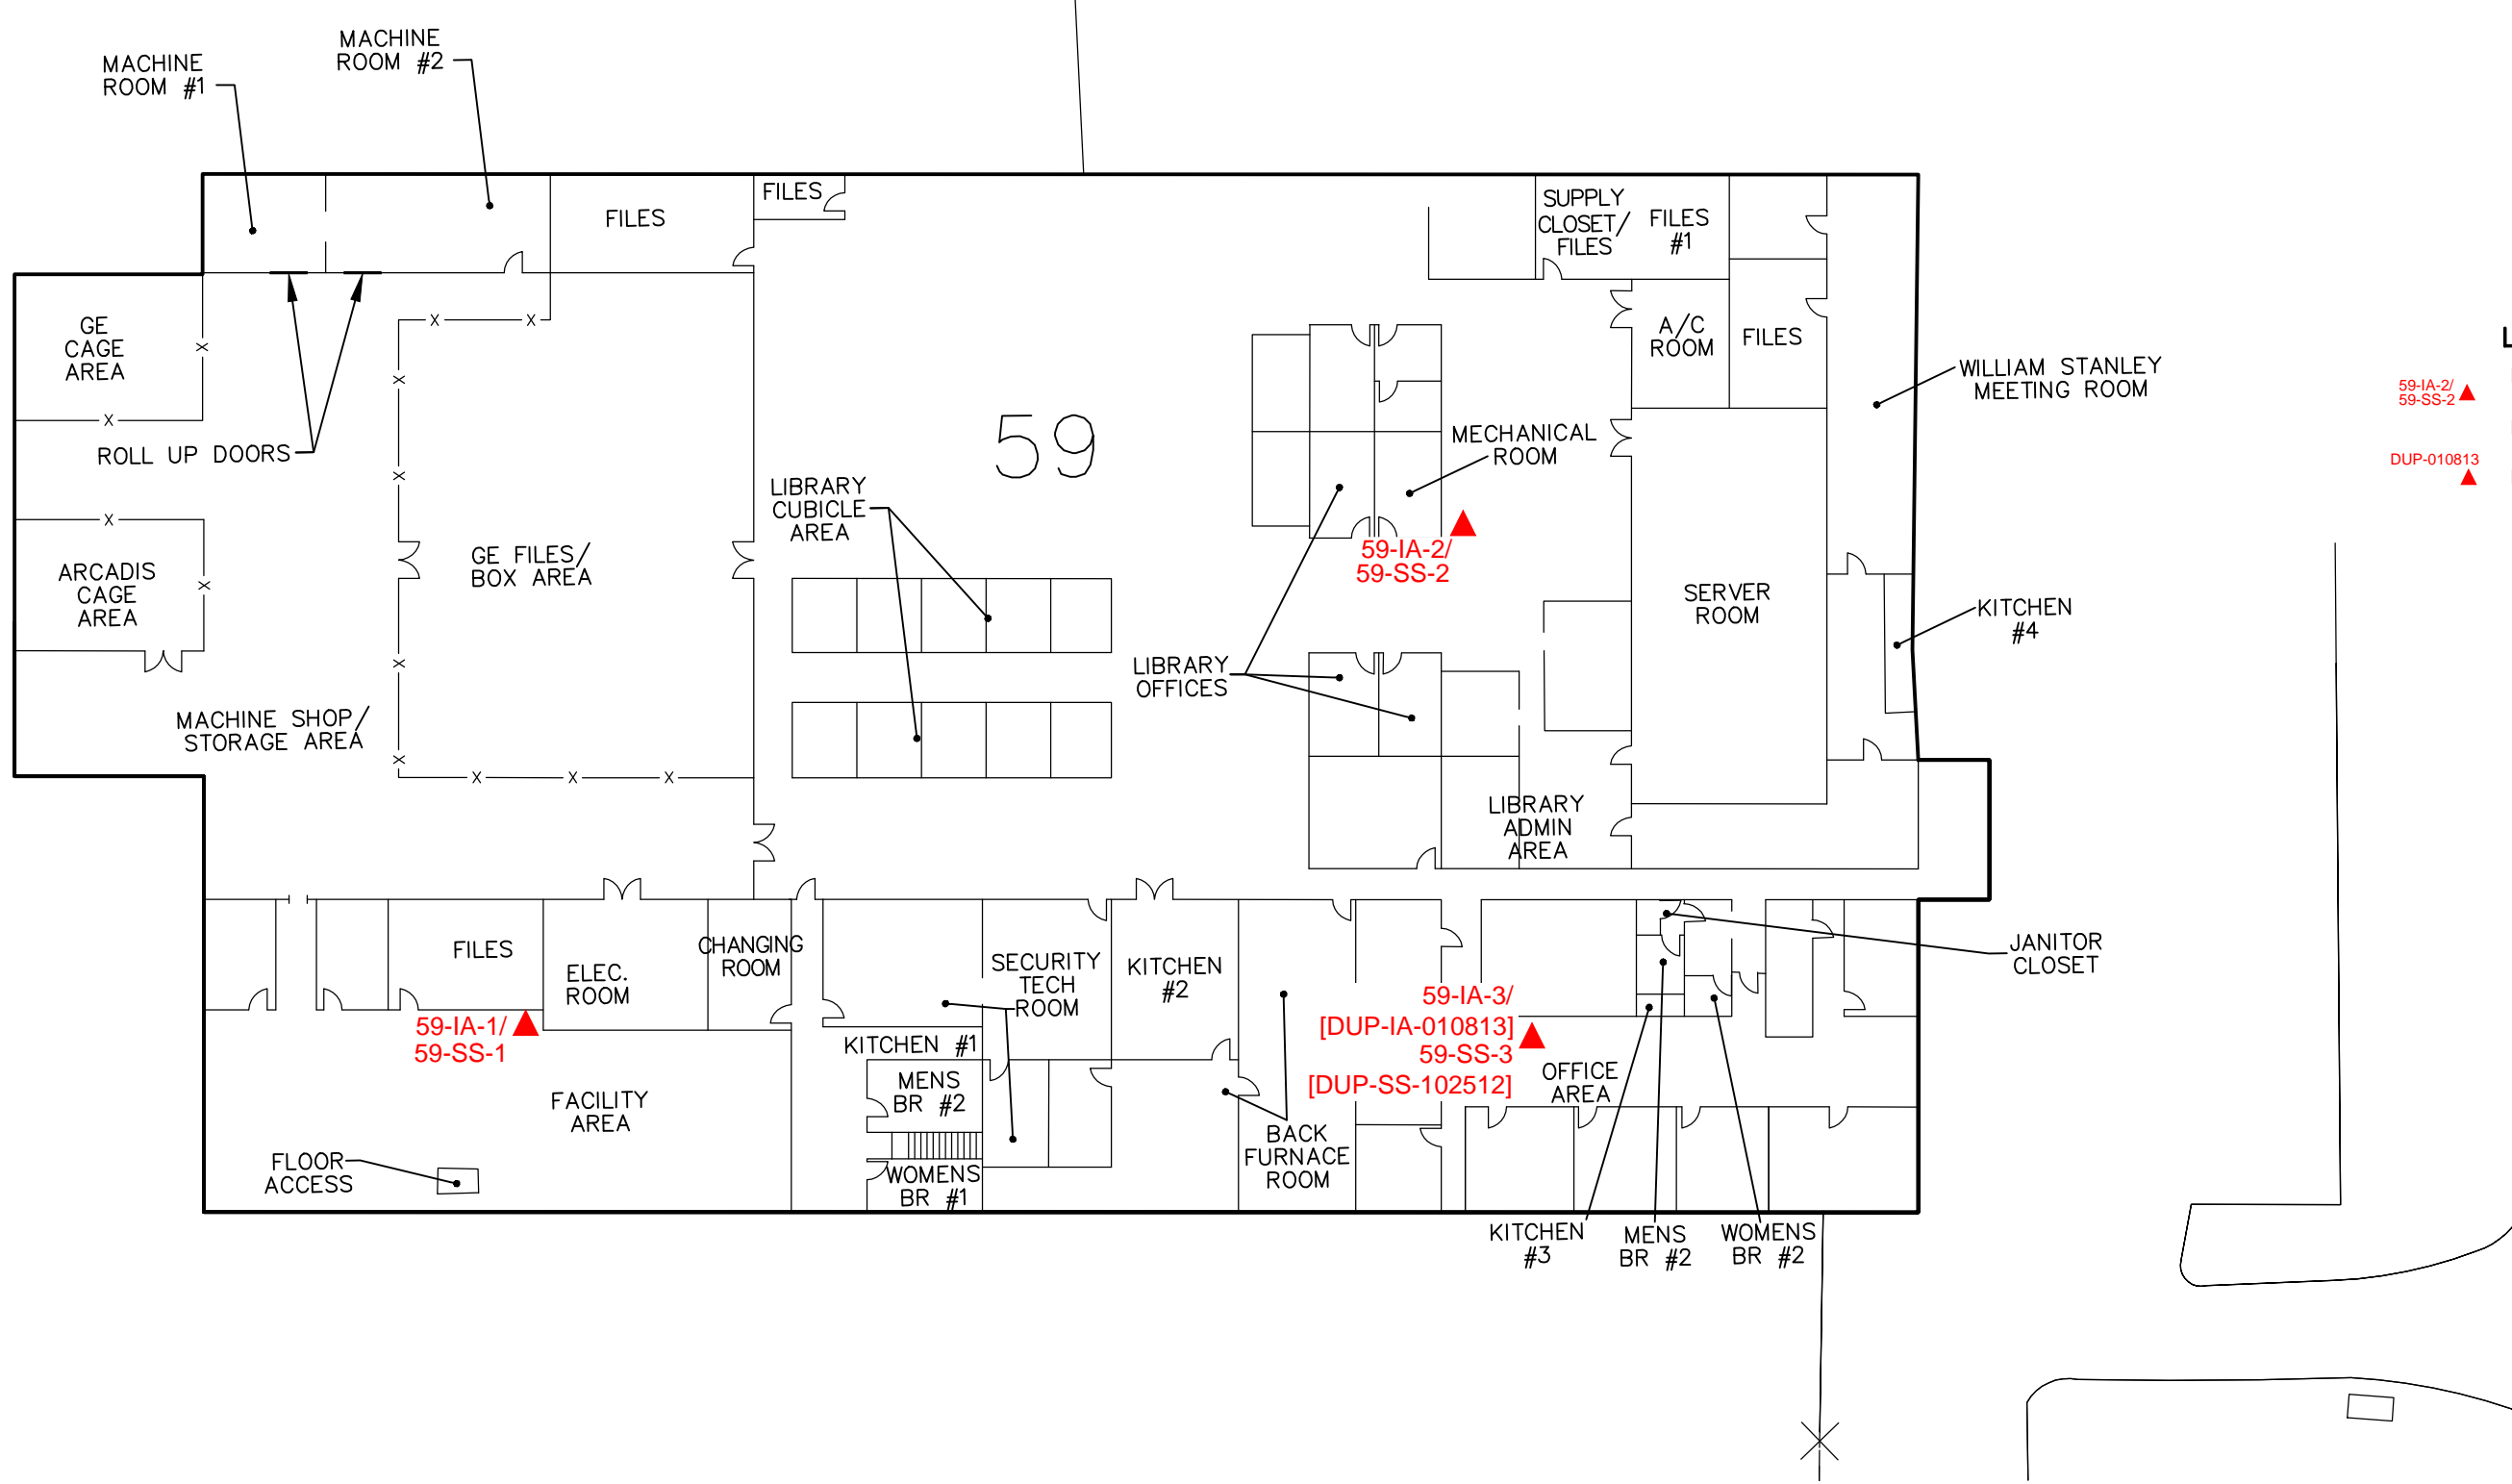 MACHINE
ROOM #1
MACHINE
ROOM #2
FILES
FILES
SUPPLY
CLOSET/
FILES
FILES
#1
GE
CAGE
AREA
A/C
ROOM
FILES
WILLIAM STANLEY
MEETING ROOM
59-IA-2/
59-SS-2
ROLL UP DOORS
59
MECHANICAL
ROOM
DUP-010813
LIBRARY
CUBICLE
AREA
ARCADIS
CAGE
AREA
GE FILES/
BOX AREA
59-IA-2/
59-SS-2
SERVER
ROOM
KITCHEN
#4
LIBRARY
OFFICES
MACHINE SHOP/
STORAGE AREA
LIBRARY
ADMIN
AREA
FILES
ELEC.
ROOM
CHANGING
ROOM
SECURITY
TECH
ROOM
KITCHEN
#2
JANITOR
CLOSET
59-IA-1/
59-SS-1
59-IA-3/
[DUP-IA-010813]
59-SS-3
[DUP-SS-102512]
KITCHEN #1
MENS
BR #2
OFFICE
AREA
FACILITY
AREA
BACK
FURNACE
ROOM
FLOOR
ACCESS
WOMENS
BR #1
KITCHEN
#3
MENS
BR #2
WOMENS
BR #2